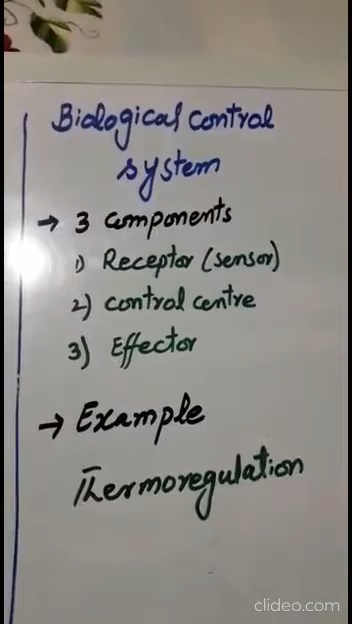 Biological control
system
→ 3 components
1) Receptor (sensor)
2) control centre
3) Effector
→ Example
Thermoregulation
clideo.com